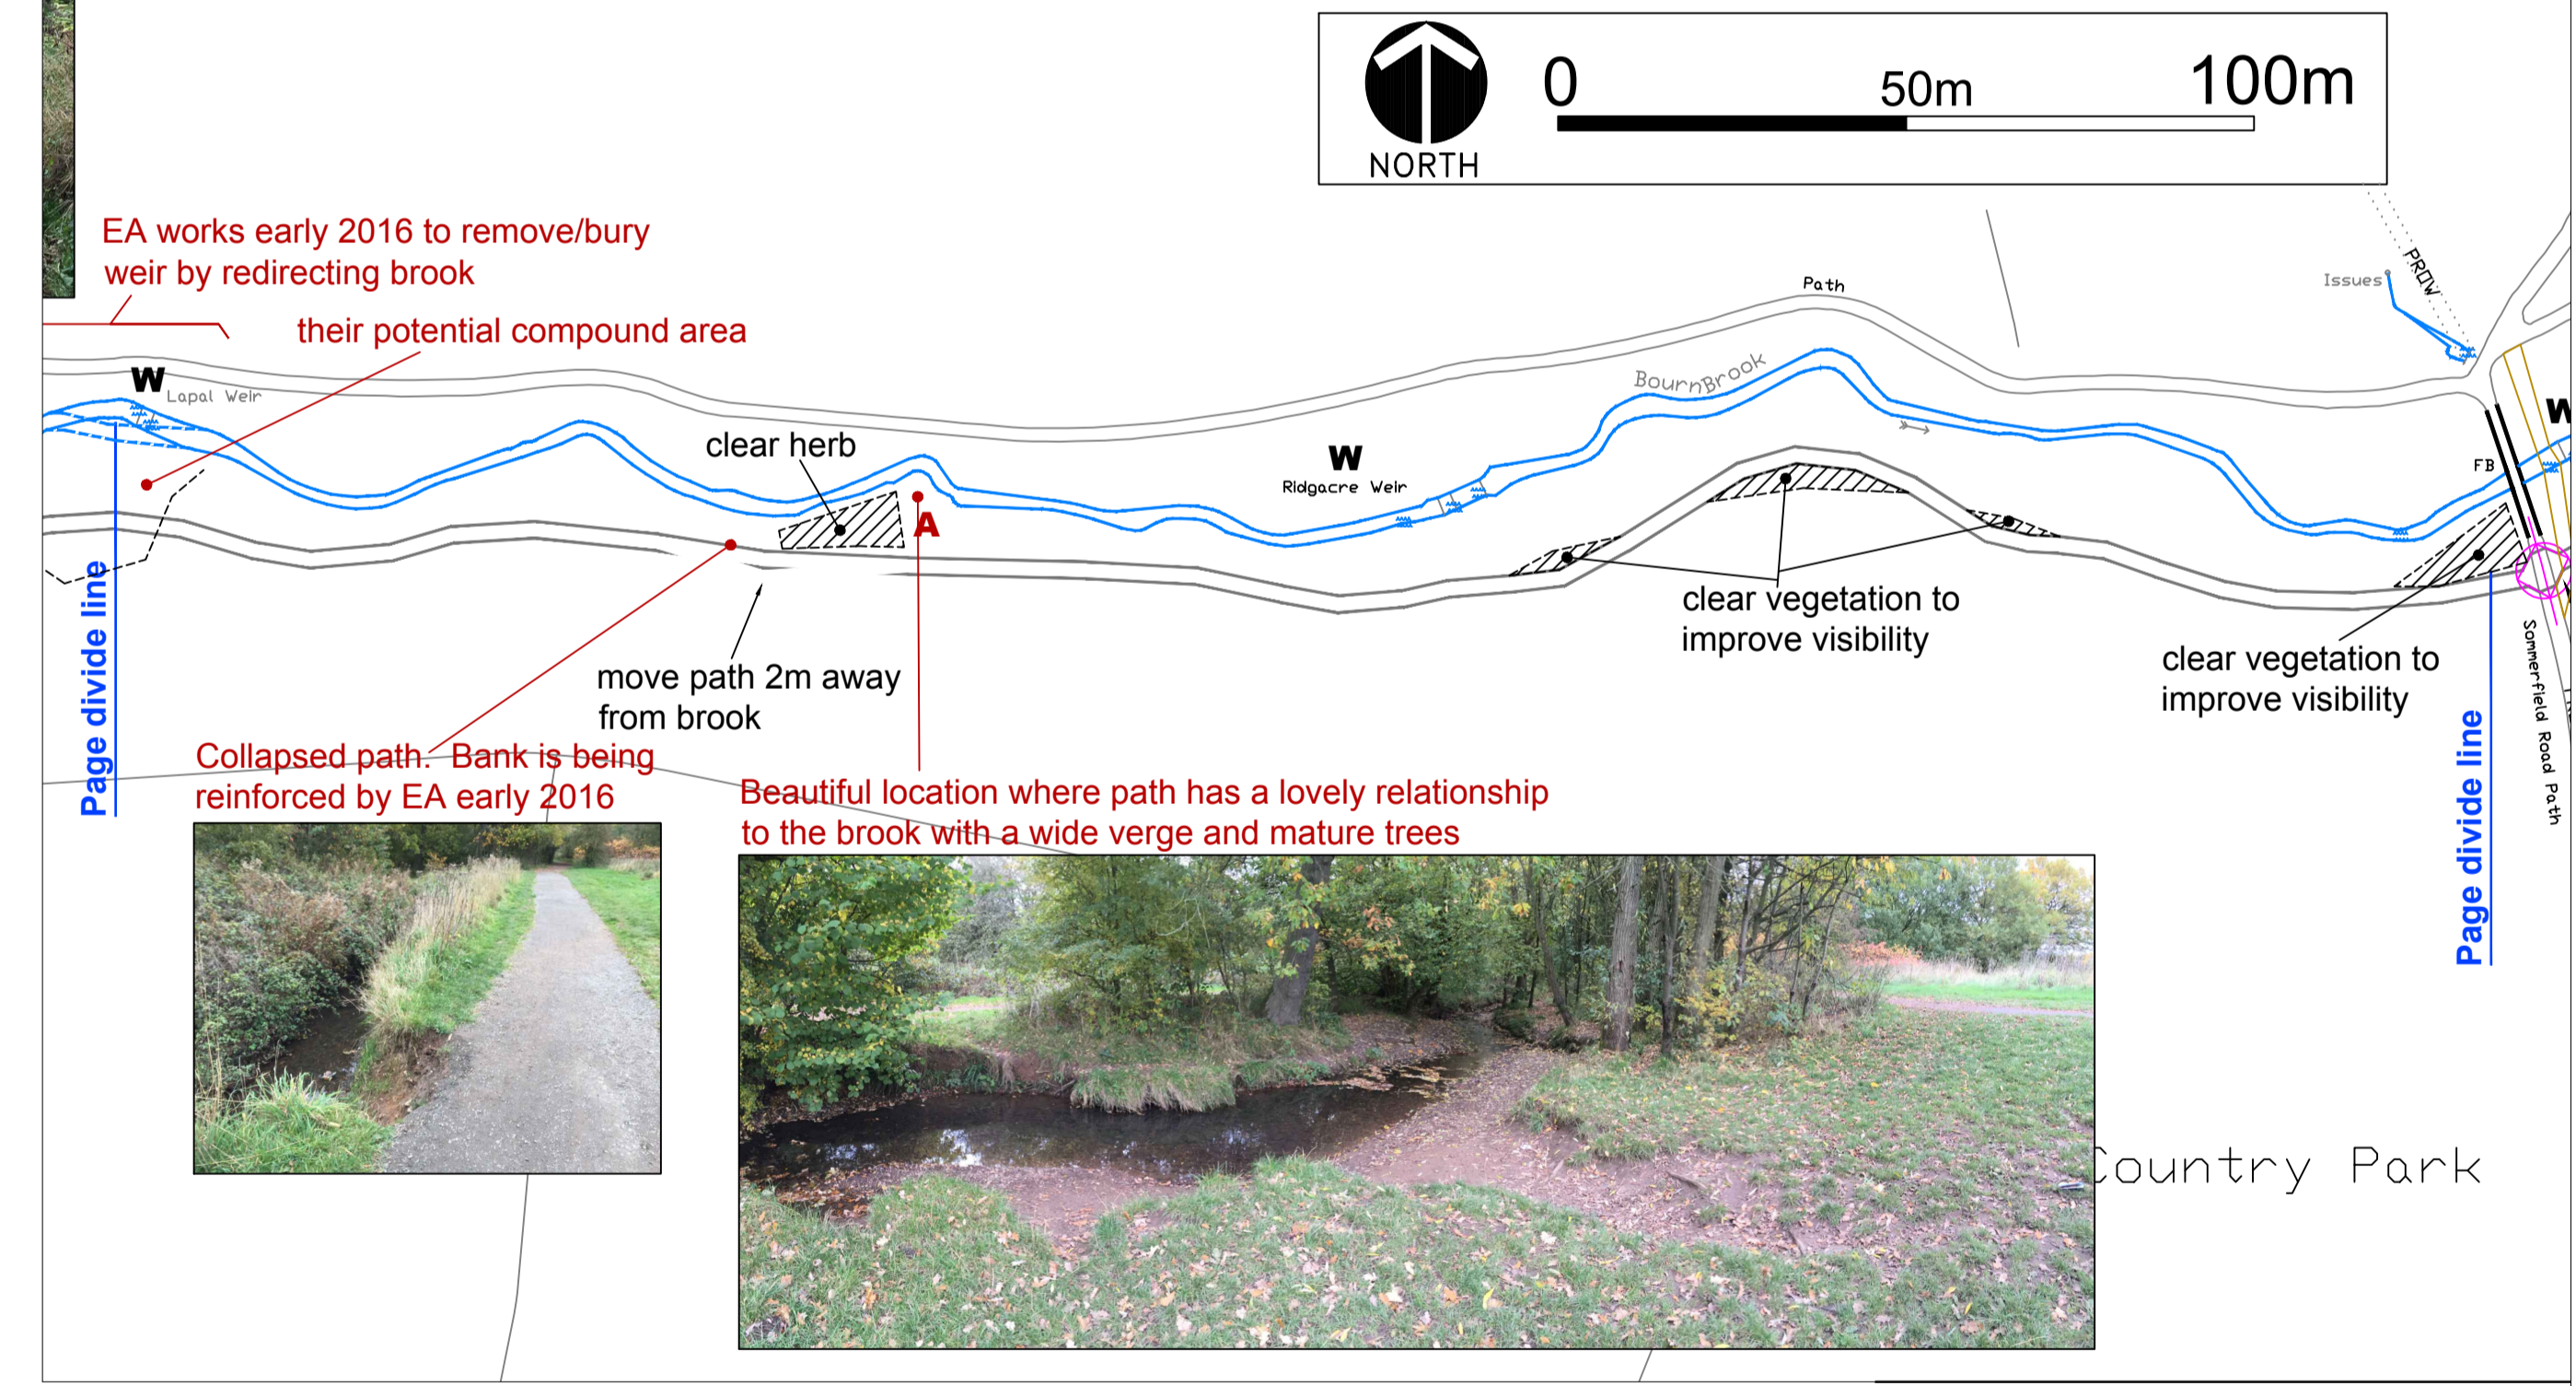 0
50m
100m
NORTH
EA works early 2016 to remove/bury
weir by redirecting brook
their potential compound area
Path
Issues
PROW
W
Lapal Weir
BournBrook
W
clear herb
W
Ridgacre Weir
FB
A
Page divide line
clear vegetation to
improve visibility
move path 2m away
from brook
clear vegetation to
improve visibility
Sommerfield Road Path
Page divide line
Collapsed path. Bank is being
reinforced by EA early 2016
Beautiful location where path has a lovely relationship
to the brook with a wide verge and mature trees
Country Park